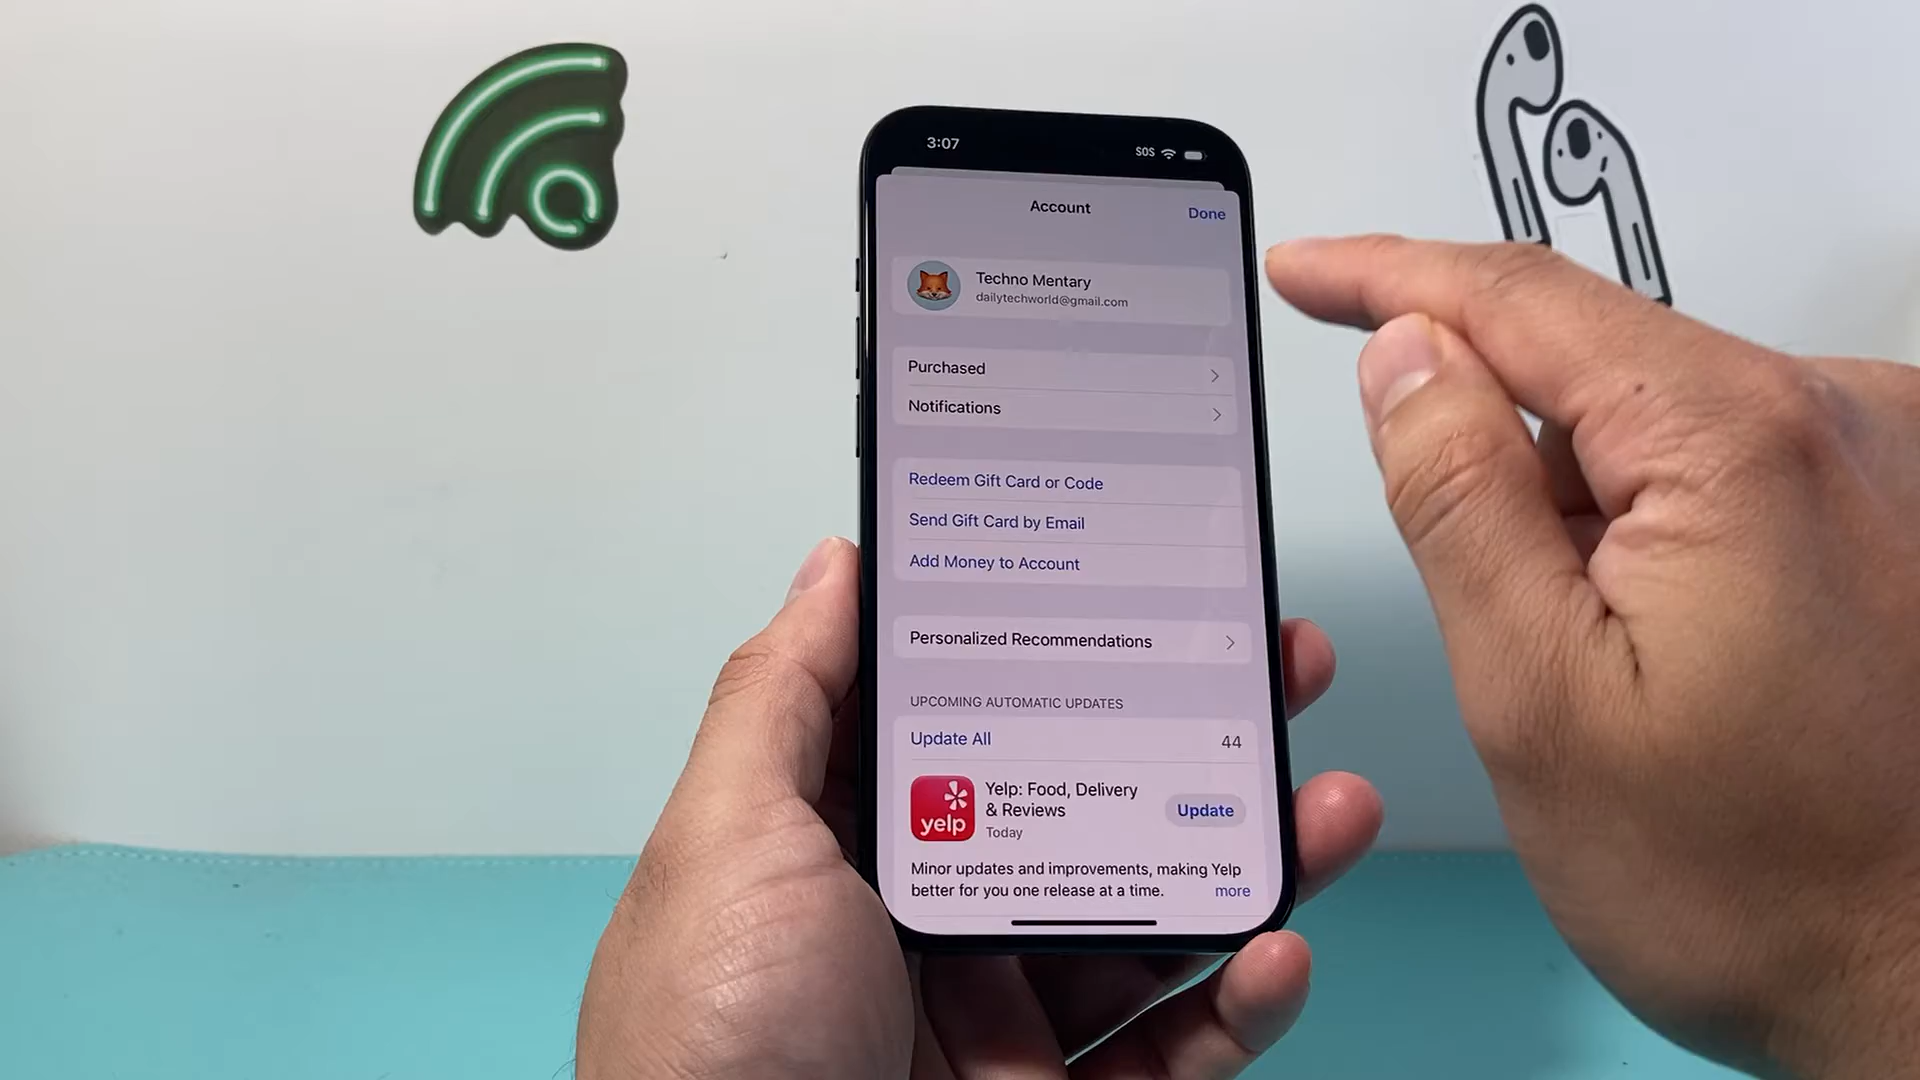 3:07
SOS
Account
Done
Techno Mentary
dailytechworld@gmail.com
Purchased
Notifications
Redeem Gift Card or Code
Send Gift Card by Email
Add Money to Account
Personalized Recommendations
UPCOMING AUTOMATIC UPDATES
Update All
44
yelp
Yelp: Food, Delivery
& Reviews
Today
Update
Minor updates and improvements, making Yelp
better for you one release at a time.
more